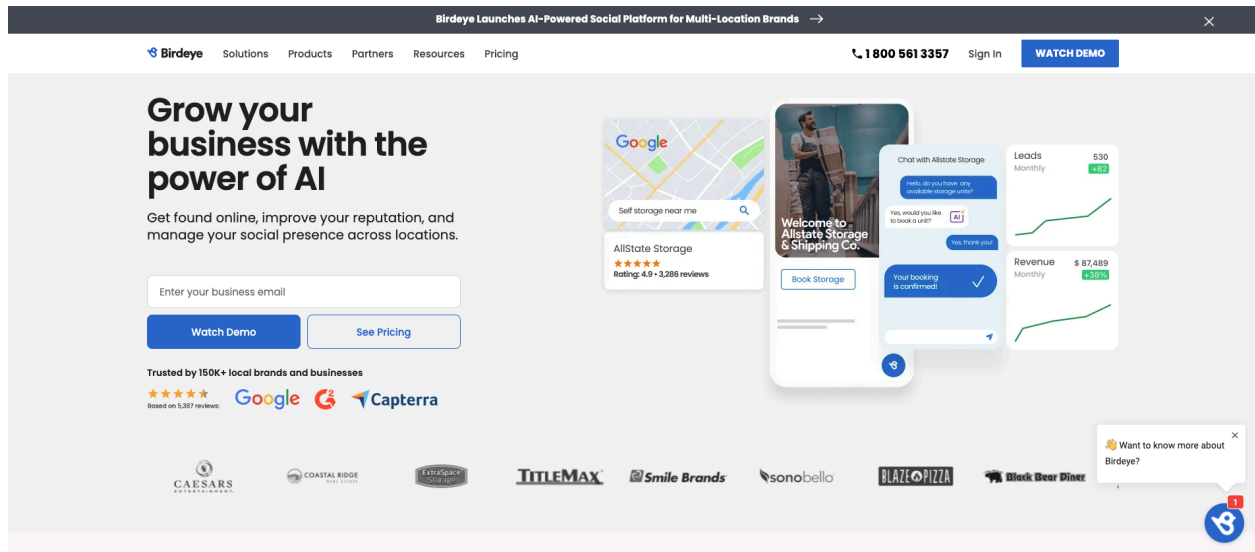 Birdeye Launches AI-Powered Social Platform for Multi-Location Brands →
Birdeye Solutions Products Partners Resources Pricing 1 800 561 3357 Sign In WATCH DEMO
Grow your
business with the
power of AI
Get found online, improve your reputation, and
manage your social presence across locations.
Enter your business email
Watch Demo See Pricing
Trusted by 150K+ local brands and businesses
Based on 5,387 reviews:
Google G2 Capterra
Google
Self storage near me
AllState Storage
Rating: 4.9 • 3,286 reviews
Welcome to
Allstate Storage
& Shipping Co.
Book Storage
Chat with Allstate Storage
Hello, do you have any
available storage units?
Yes, would you like
to book a unit?
AI
Yes, thank you!
Your booking
is confirmed!
Leads 530
Monthly +82
Revenue $ 87,489
Monthly +38%
CAESARS
ENTERTAINMENT.
COASTAL RIDGE
REAL ESTATE
ExtraSpace
Storage
TITLEMAX
Smile Brands
sonobello
BLAZE PIZZA
Black Bear Diner
👋 Want to know more about
Birdeye?
1